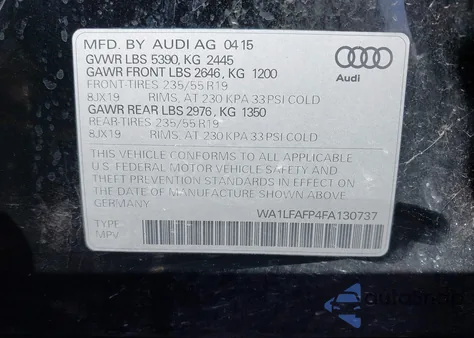 MFD. BY AUDI AG 04 15
GVWR LBS 5390, KG 2445
GAWR FRONT LBS 2646, KG 1200
FRONT-TIRES 235/55 R19
8JX19 RIMS, AT 230 KPA 33 PSI COLD
GAWR REAR LBS 2976, KG 1350
REAR-TIRES 235/55 R19
8JX19 RIMS, AT 230 KPA 33 PSI COLD
Audi
THIS VEHICLE CONFORMS TO ALL APPLICABLE
U.S. FEDERAL MOTOR VEHICLE SAFETY AND
THEFT PREVENTION STANDARDS IN EFFECT ON
THE DATE OF MANUFACTURE SHOWN ABOVE.
GERMANY
WA1LFAFP4FA130737
TYPE:
MPV
autoSnap